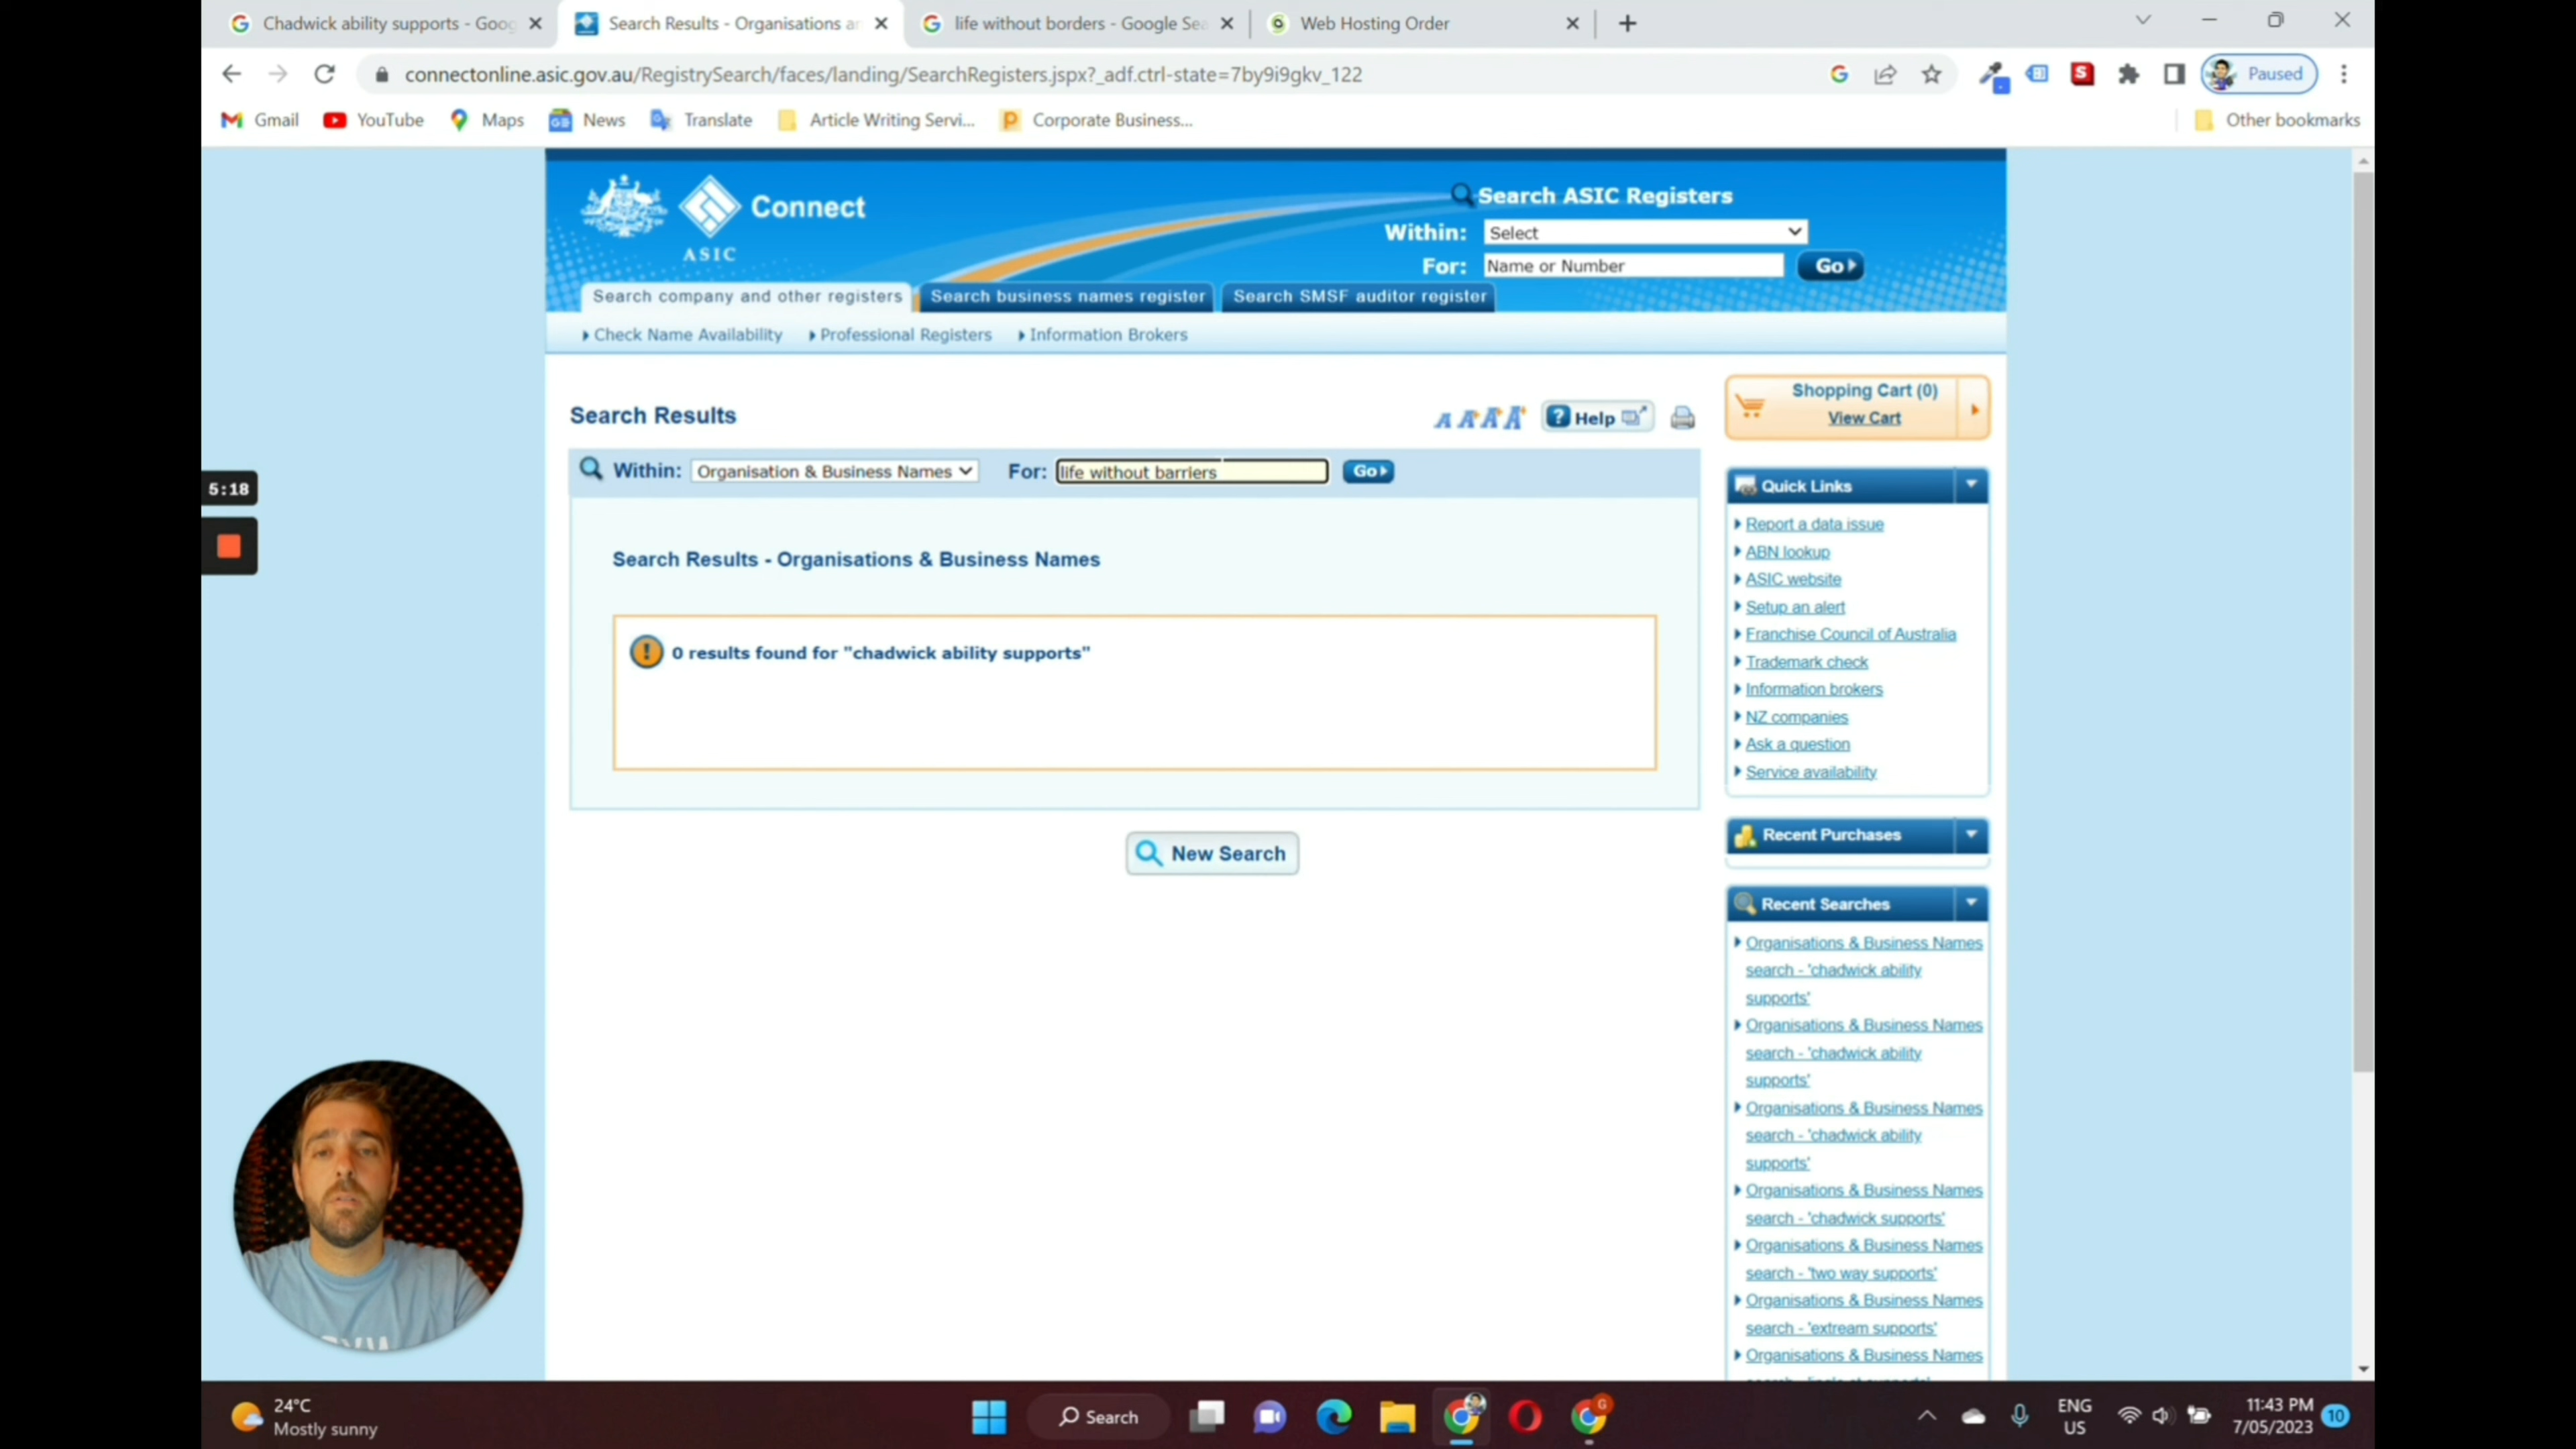 Chadwick ability supports - Goog
Search Results - Organisations ar
life without borders - Google Sea
Web Hosting Order
connectonline.asic.gov.au/RegistrySearch/faces/landing/SearchRegisters.jspx?_adf.ctrl-state=7by9i9gkv_122
Paused
Gmail
YouTube
Maps
News
Translate
Article Writing Servi...
Corporate Business...
Other bookmarks
ASIC
Connect
Search ASIC Registers
Within: Select
For: Name or Number Go
Search company and other registers
Search business names register
Search SMSF auditor register
Check Name Availability
Professional Registers
Information Brokers
Search Results
A A+ A+ A+
Help
Shopping Cart (0)
View Cart
Within: Organisation & Business Names For: life without barriers Go
5:18
Search Results - Organisations & Business Names
0 results found for "chadwick ability supports"
New Search
Quick Links
Report a data issue
ABN lookup
ASIC website
Setup an alert
Franchise Council of Australia
Trademark check
Information brokers
NZ companies
Ask a question
Service availability
Recent Purchases
Recent Searches
Organisations & Business Names
search - 'chadwick ability
supports'
Organisations & Business Names
search - 'chadwick ability
supports'
Organisations & Business Names
search - 'chadwick ability
supports'
Organisations & Business Names
search - 'chadwick supports'
Organisations & Business Names
search - 'two way supports'
Organisations & Business Names
search - 'extream supports'
Organisations & Business Names
24°C
Mostly sunny
Search
ENG
US
11:43 PM
7/05/2023
10